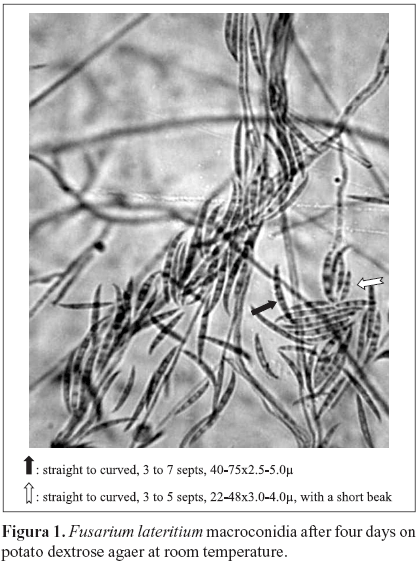 ⬆: straight to curved, 3 to 7 septs, 40-75x2.5-5.0μ
⇧: straight to curved, 3 to 5 septs, 22-48x3.0-4.0μ, with a short beak
Figura 1. Fusarium lateritium macroconidia after four days on
potato dextrose agaer at room temperature.